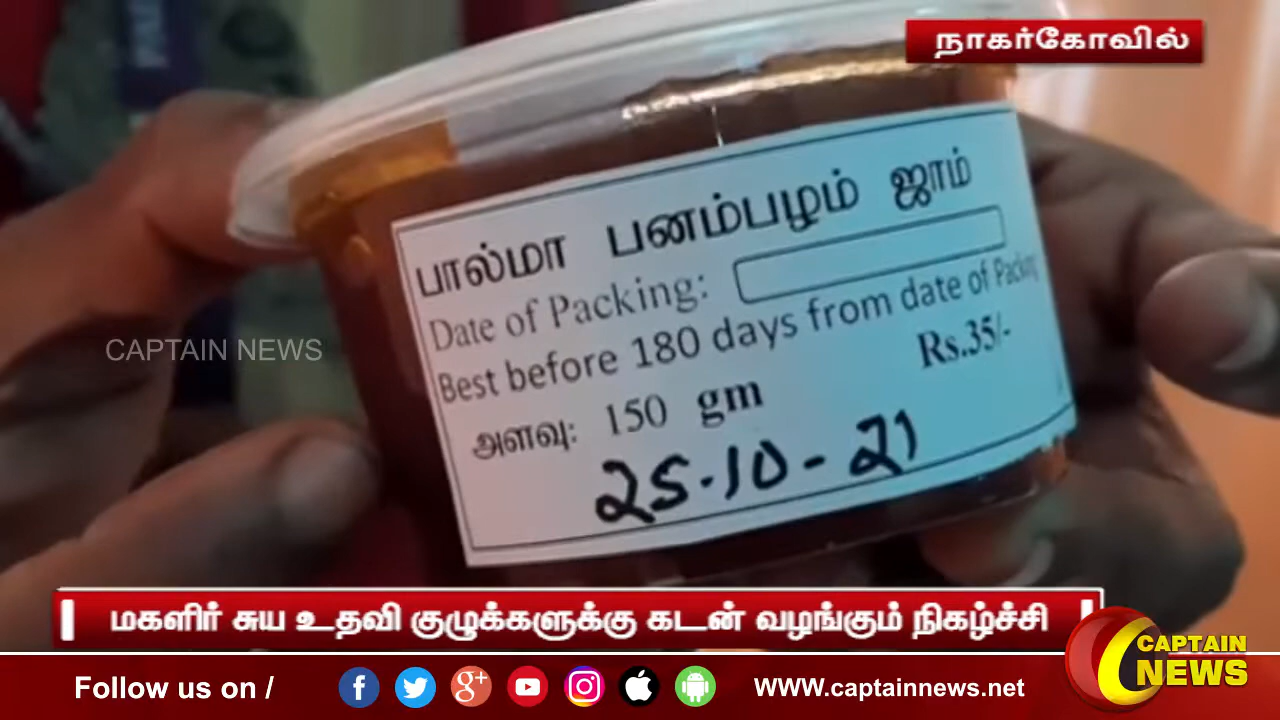 நாகர்கோவில்
பால்மா பனம்பழம் ஜாம்
Date of Packing:
Best before 180 days from date of Packing
Rs.35/-
அளவு: 150 gm
25-10-21
CAPTAIN NEWS
மகளிர் சுய உதவி குழுக்களுக்கு கடன் வழங்கும் நிகழ்ச்சி
CAPTAIN
NEWS
Follow us on /
WWW.captainnews.net